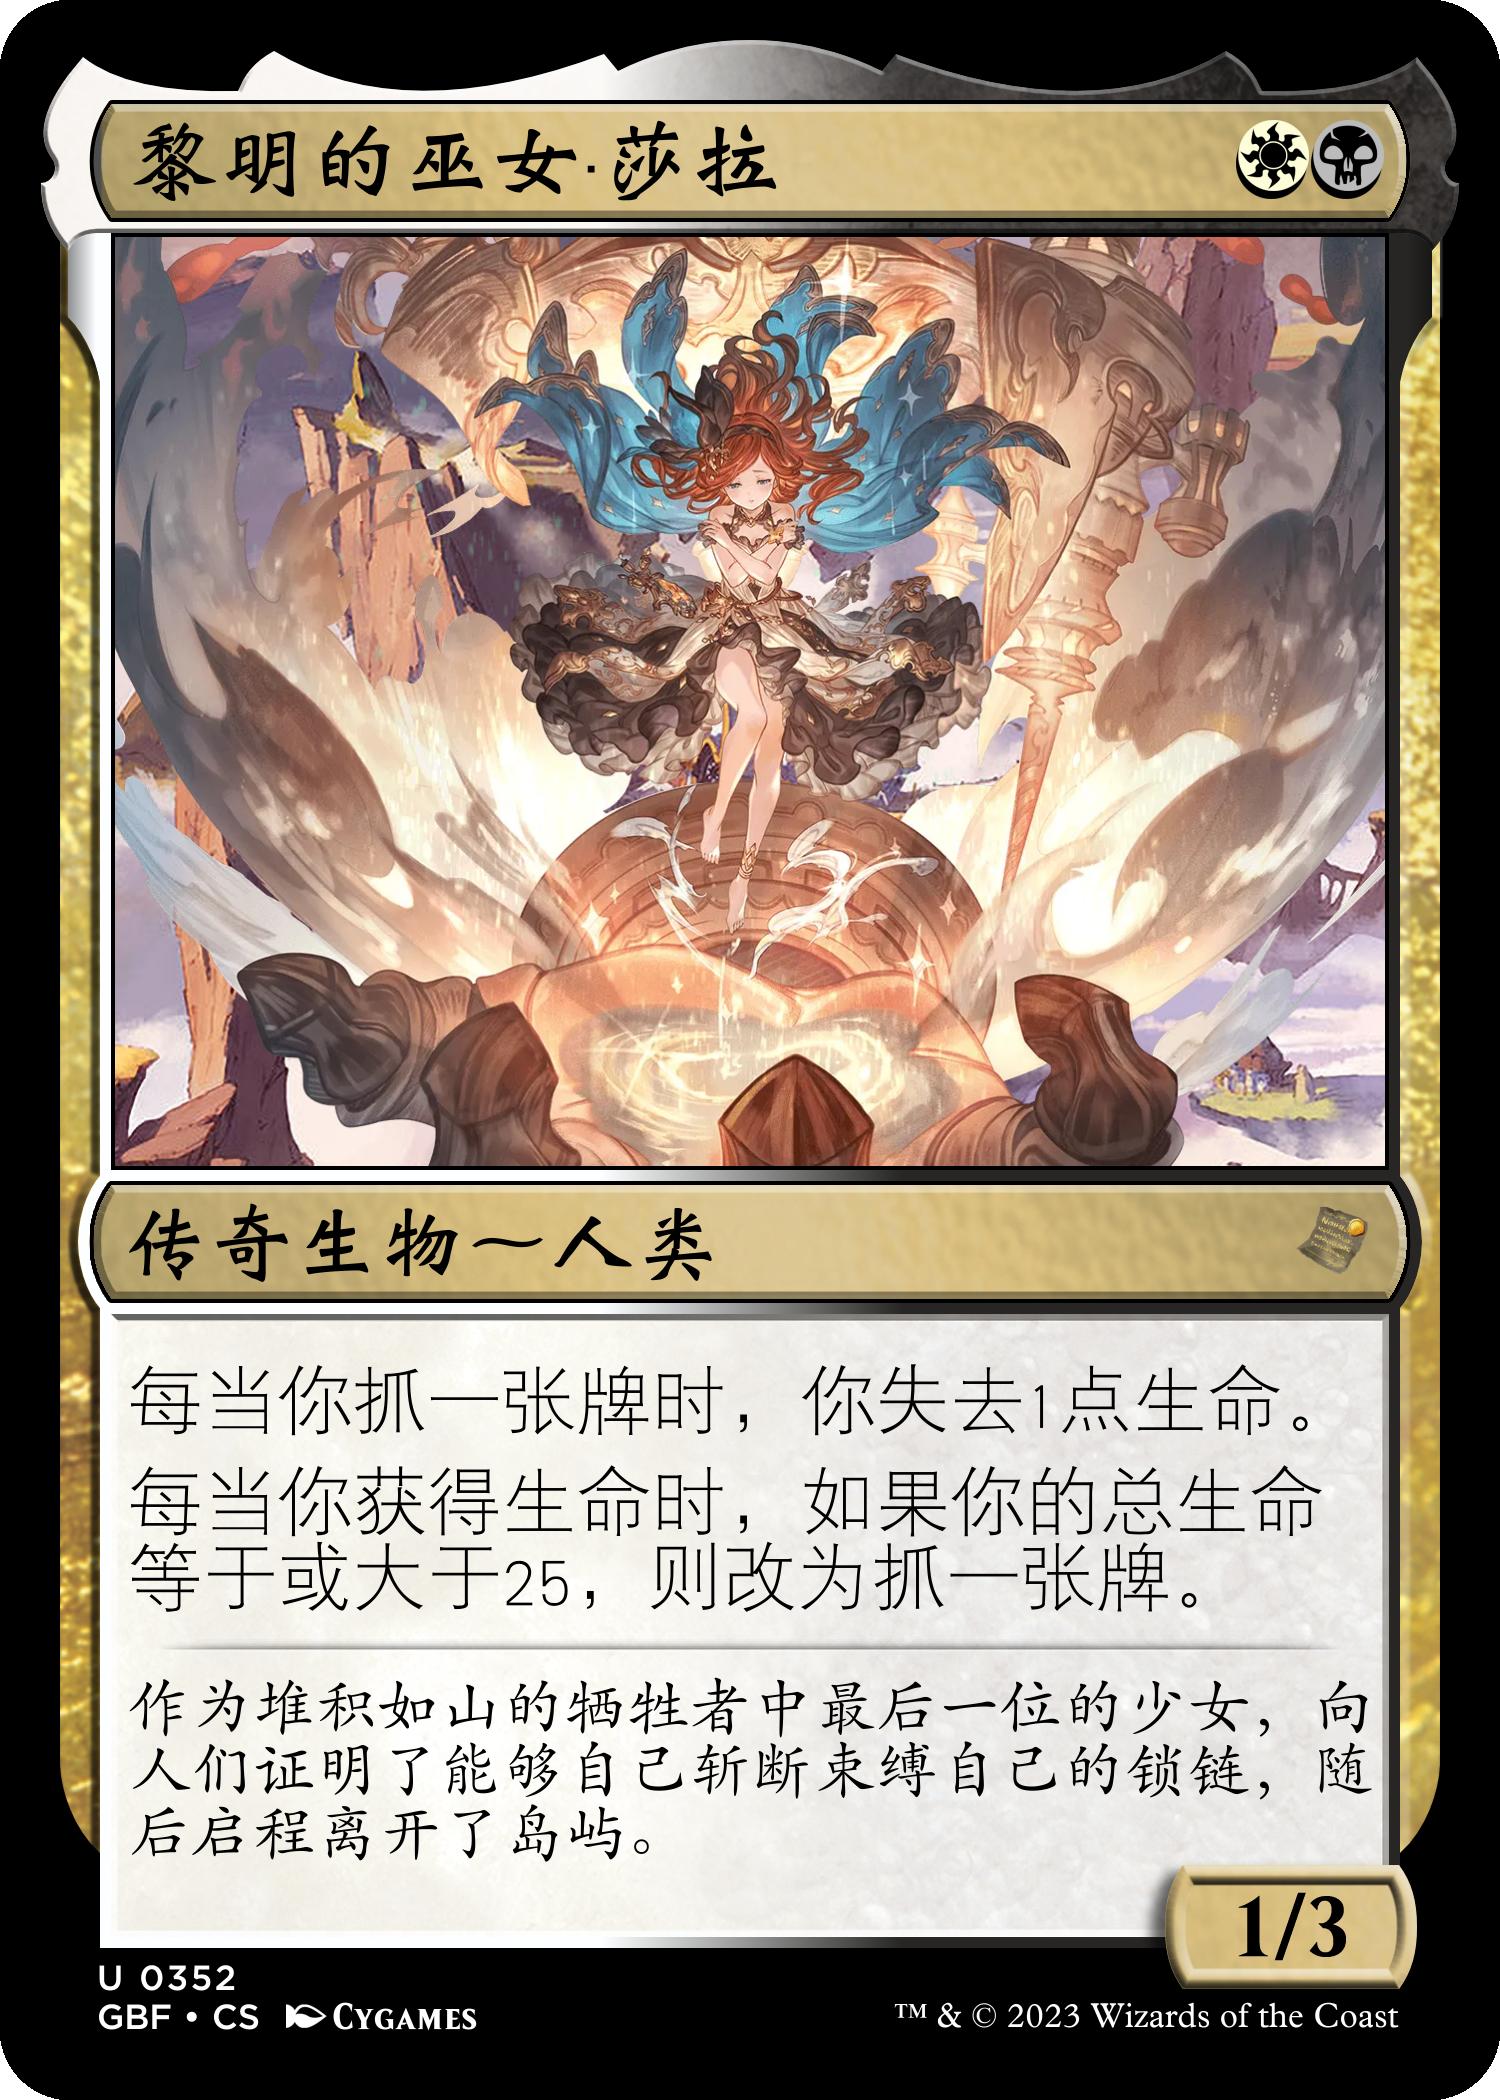 黎明的巫女·莎拉
传奇生物～人类
每当你抓一张牌时，你失去1点生命。
每当你获得生命时，如果你的总生命
等于或大于25，则改为抓一张牌。
作为堆积如山的牺牲者中最后一位的少女，向
人们证明了能够自己斩断束缚自己的锁链，随
后启程离开了岛屿。
1/3
U 0352
GBF • CS CYGAMES
™ & © 2023 Wizards of the Coast